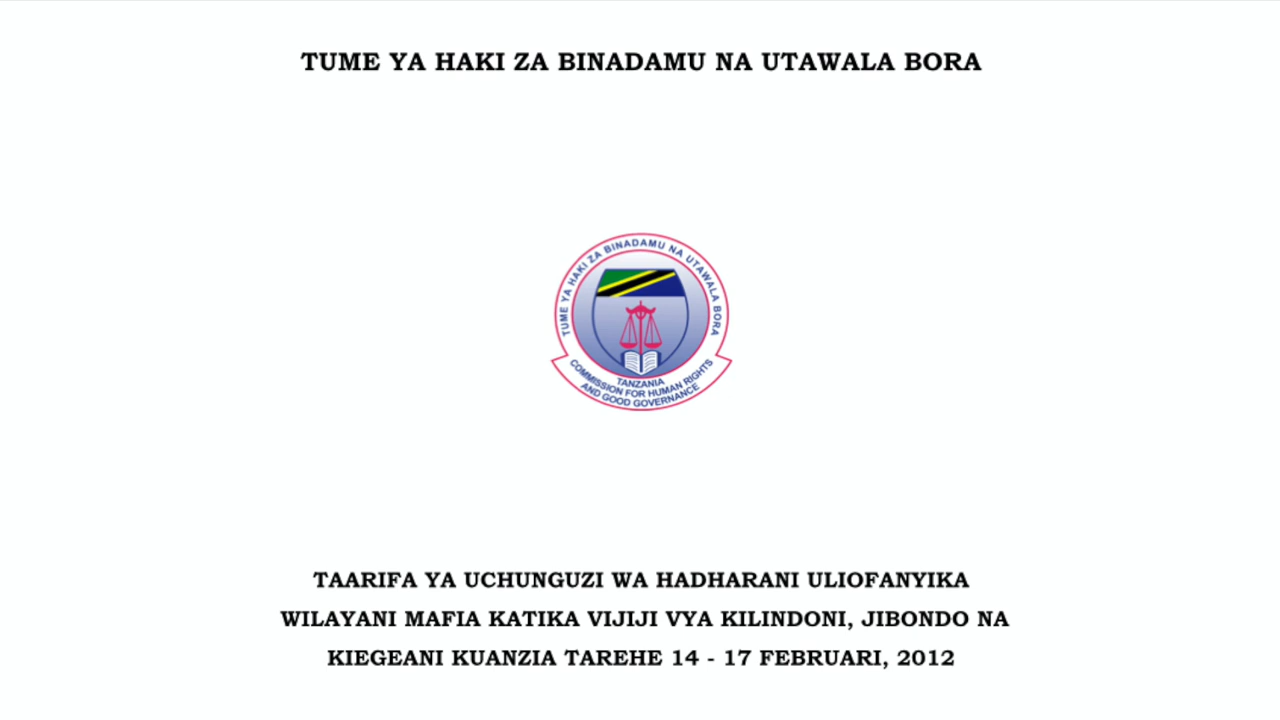 TUME YA HAKI ZA BINADAMU NA UTAWALA BORA
TUME YA HAKI ZA BINADAMU NA UTAWALA BORA
TANZANIA
COMMISSION FOR HUMAN RIGHTS
AND GOOD GOVERNANCE
TAARIFA YA UCHUNGUZI WA HADHARANI ULIOFANYIKA
WILAYANI MAFIA KATIKA VIJIJI VYA KILINDONI, JIBONDO NA
KIEGEANI KUANZIA TAREHE 14 - 17 FEBRUARI, 2012